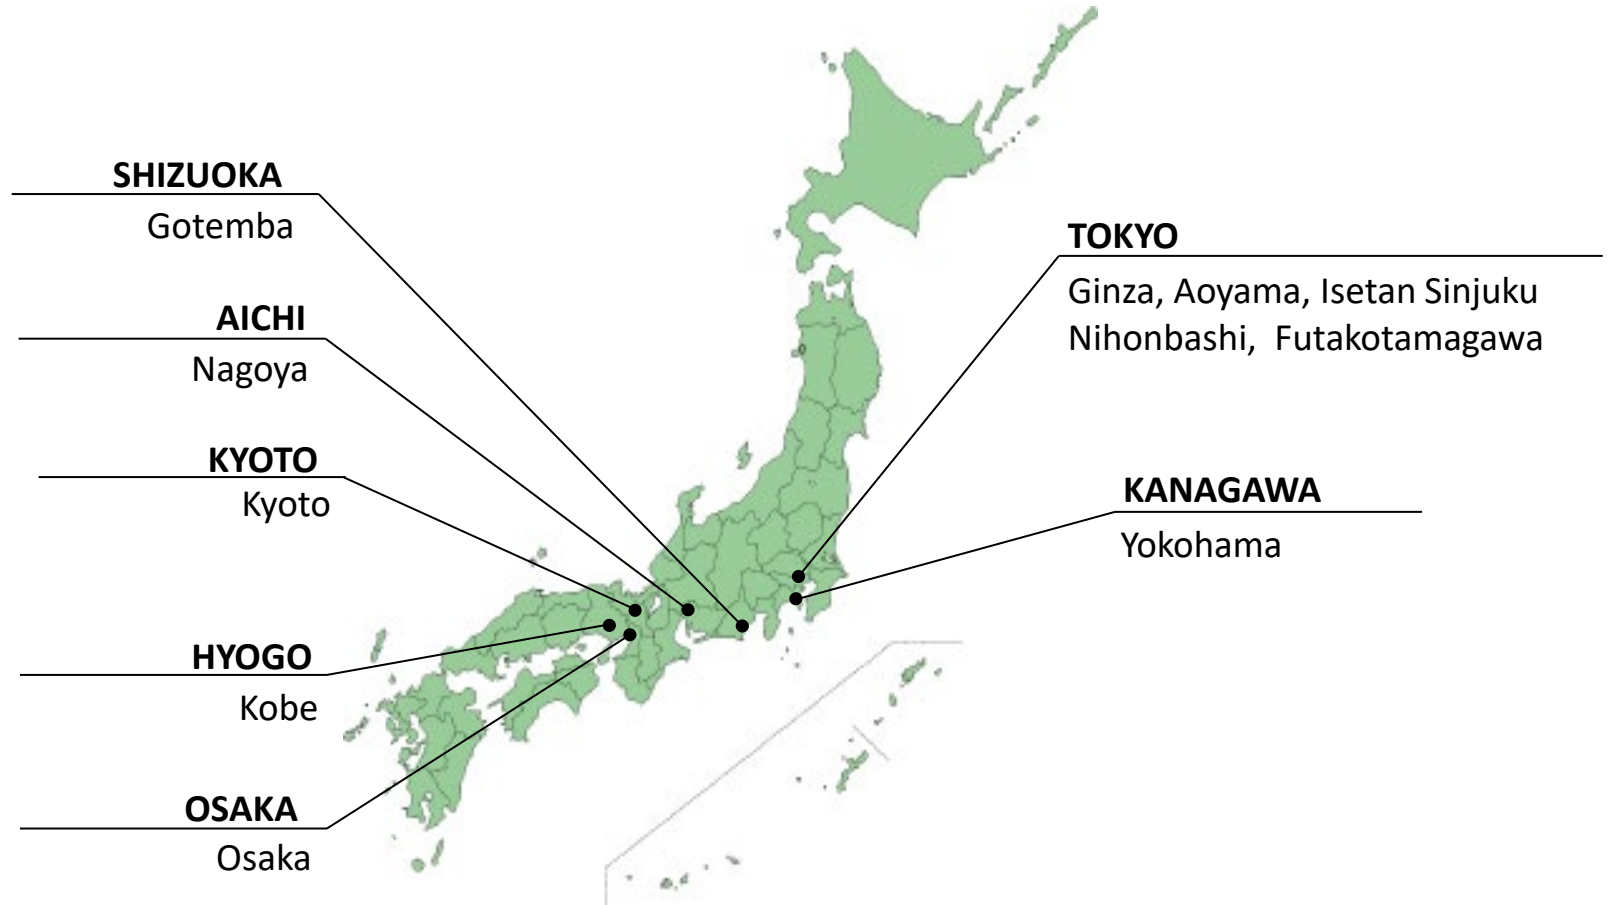 SHIZUOKA
Gotemba
AICHI
Nagoya
KYOTO
Kyoto
HYOGO
Kobe
OSAKA
Osaka
TOKYO
Ginza, Aoyama, Isetan Sinjuku
Nihonbashi,  Futakotamagawa
KANAGAWA
Yokohama